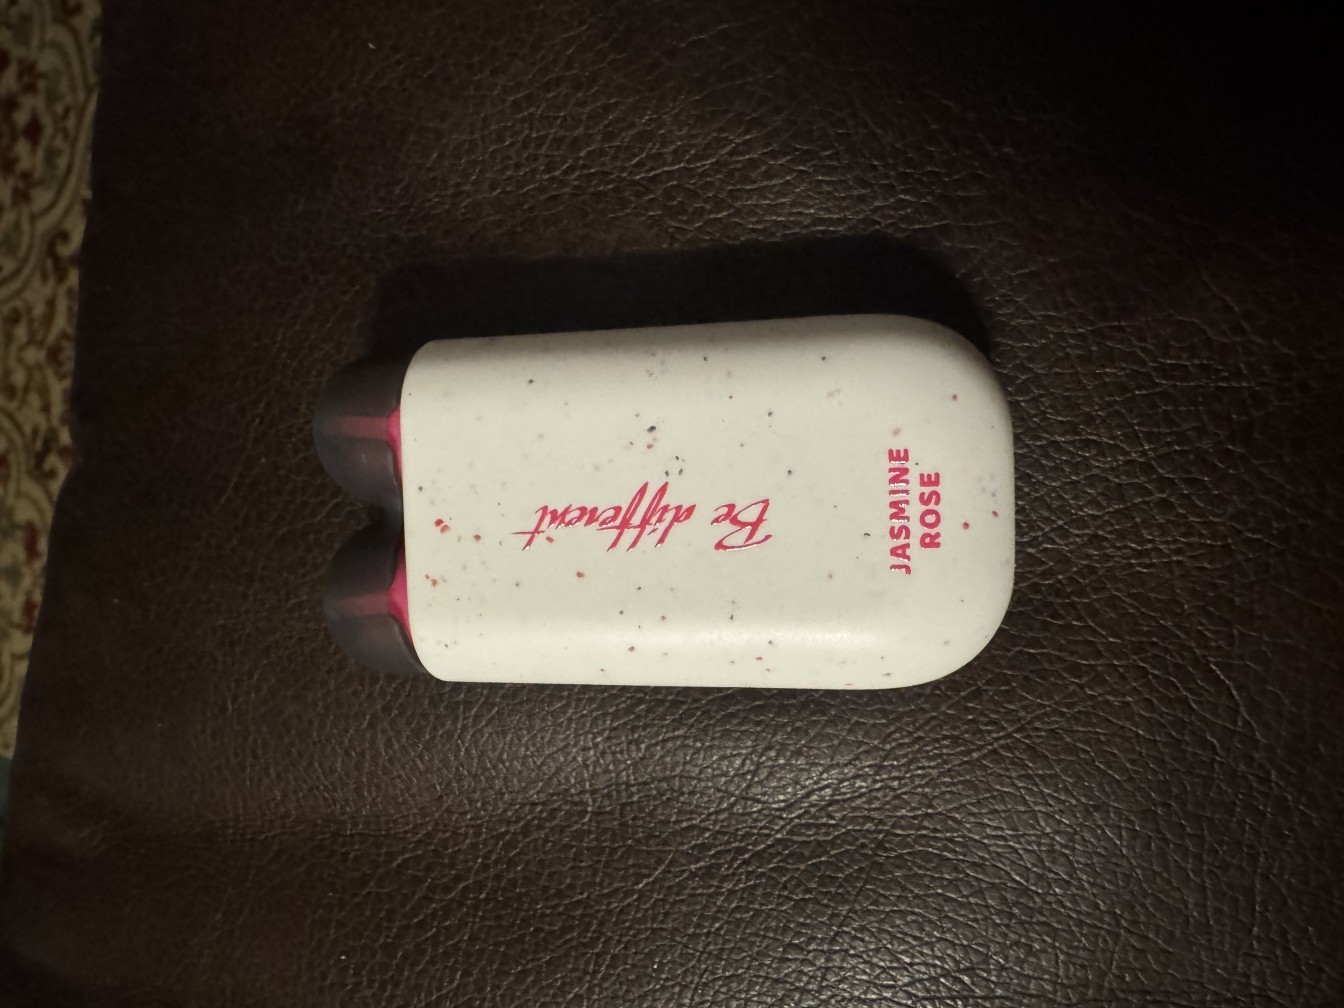 Be different
JASMINE
ROSE